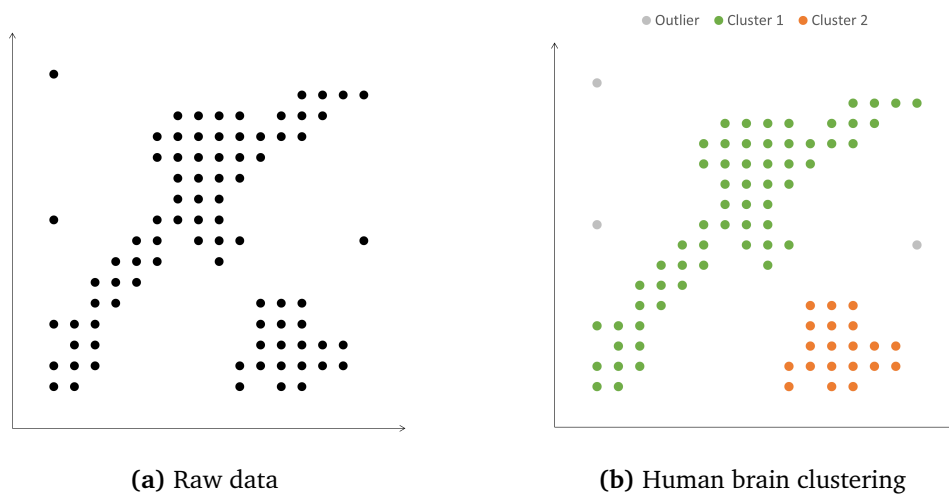 Outlier Cluster 1 Cluster 2
(a) Raw data
(b) Human brain clustering